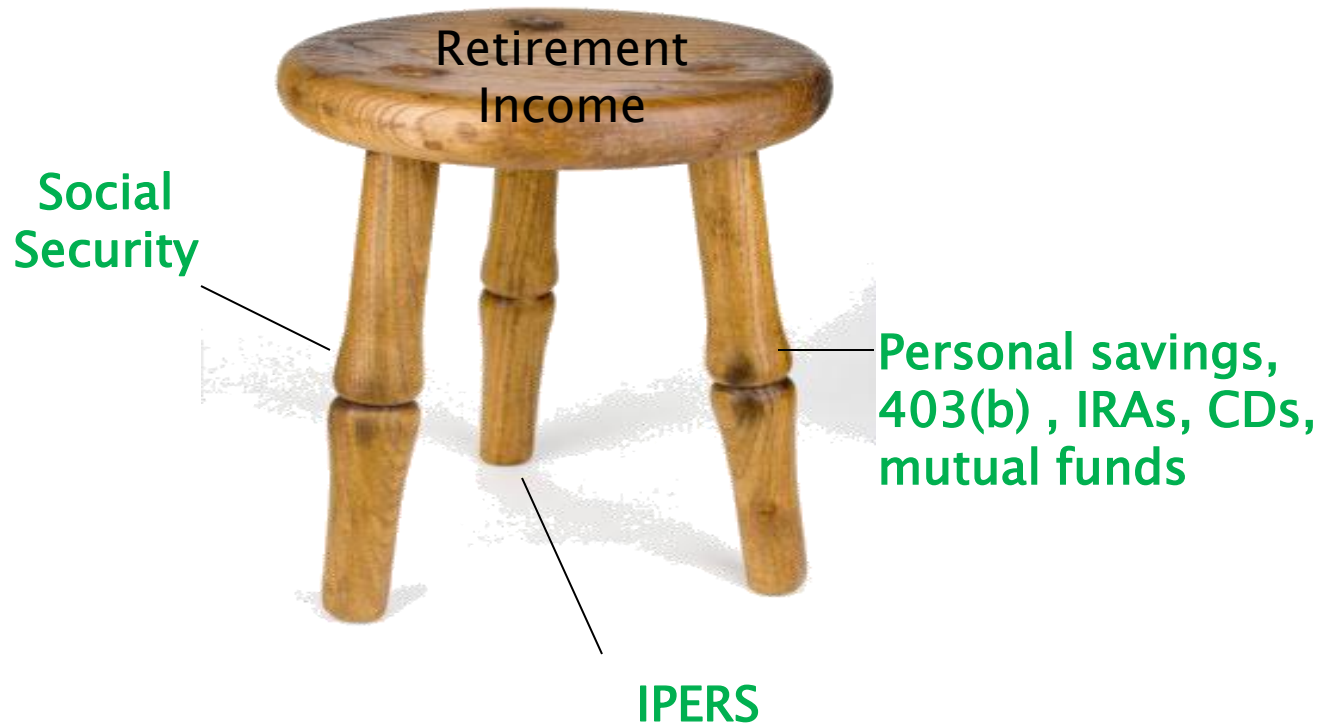 Retirement
Income
Social
Security
Personal savings,
403(b) , IRAs, CDs,
mutual funds
IPERS